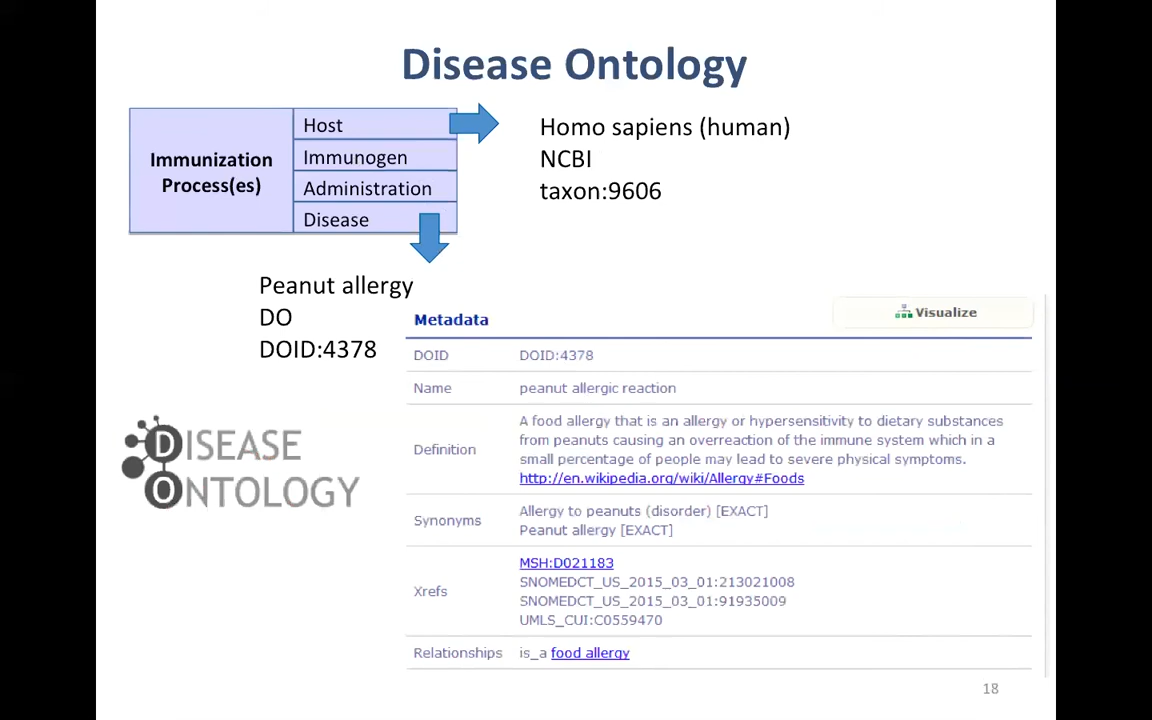 Disease Ontology
Immunization
Process(es)
Host
Immunogen
Administration
Disease
Homo sapiens (human)
NCBI
taxon:9606
Peanut allergy
DO
DOID:4378
DISEASE
ONTOLOGY
Metadata
Visualize
DOID DOID:4378
Name peanut allergic reaction
Definition
A food allergy that is an allergy or hypersensitivity to dietary substances
from peanuts causing an overreaction of the immune system which in a
small percentage of people may lead to severe physical symptoms.
http://en.wikipedia.org/wiki/Allergy#Foods
Synonyms
Allergy to peanuts (disorder) [EXACT]
Peanut allergy [EXACT]
Xrefs
MSH:D021183
SNOMEDCT_US_2015_03_01:213021008
SNOMEDCT_US_2015_03_01:91935009
UMLS_CUI:C0559470
Relationships is_a food allergy
18